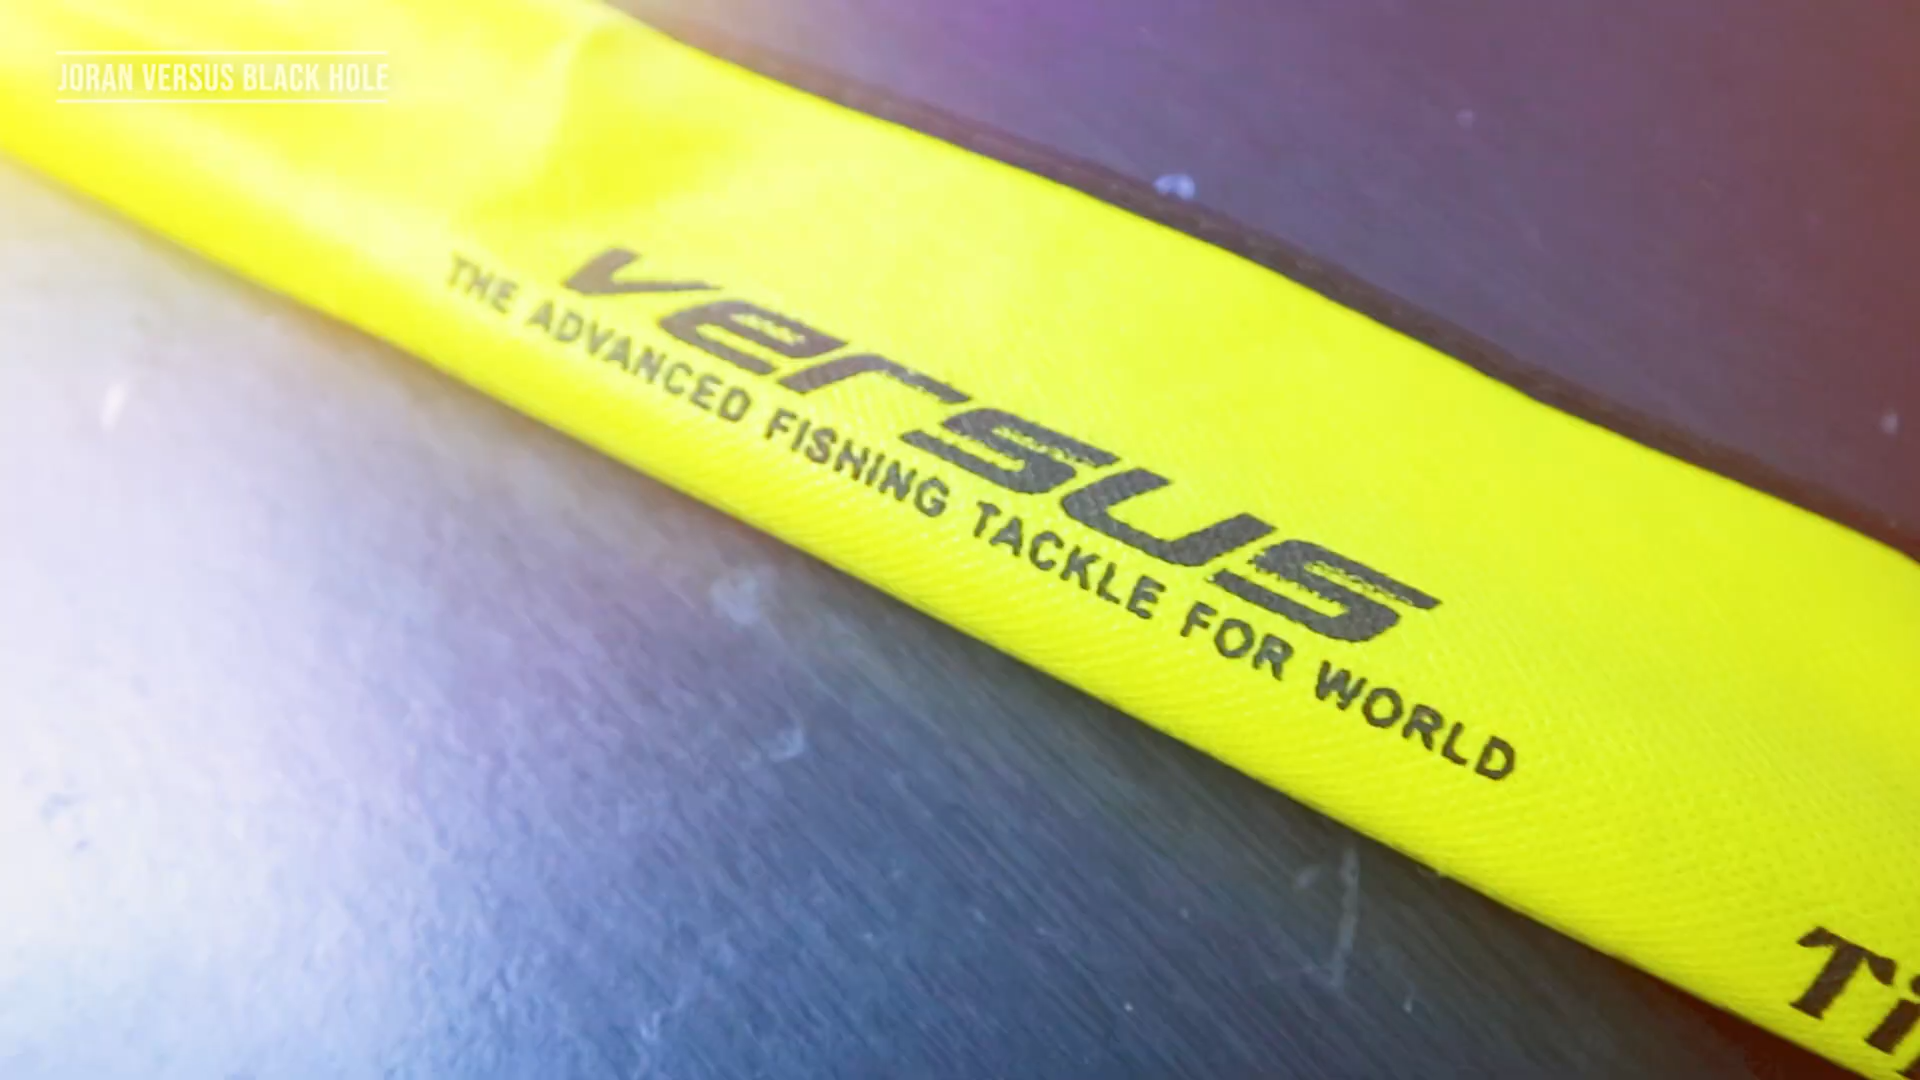 JORAN VERSUS BLACK HOLE
versus
THE ADVANCED FISHING TACKLE FOR WORLD